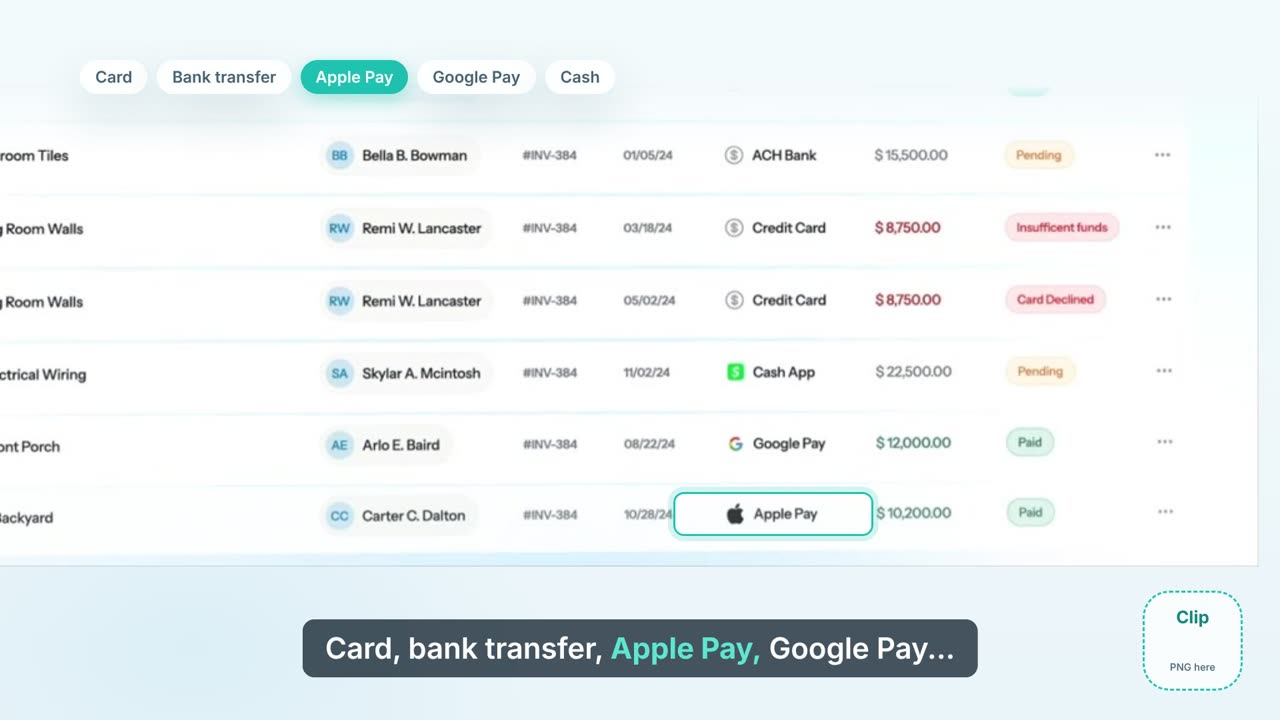 Card Bank transfer Apple Pay Google Pay Cash
room Tiles BB Bella B. Bowman #INV-384 01/05/24 ACH Bank $15,500.00 Pending
g Room Walls RW Remi W. Lancaster #INV-384 03/18/24 Credit Card $8,750.00 Insufficent funds
g Room Walls RW Remi W. Lancaster #INV-384 05/02/24 Credit Card $8,750.00 Card Declined
ctrical Wiring SA Skylar A. Mcintosh #INV-384 11/02/24 Cash App $22,500.00 Pending
ont Porch AE Arlo E. Baird #INV-384 08/22/24 Google Pay $12,000.00 Paid
Backyard CC Carter C. Dalton #INV-384 10/28/24 Apple Pay $10,200.00 Paid
Clip
Card, bank transfer, Apple Pay, Google Pay...
PNG here